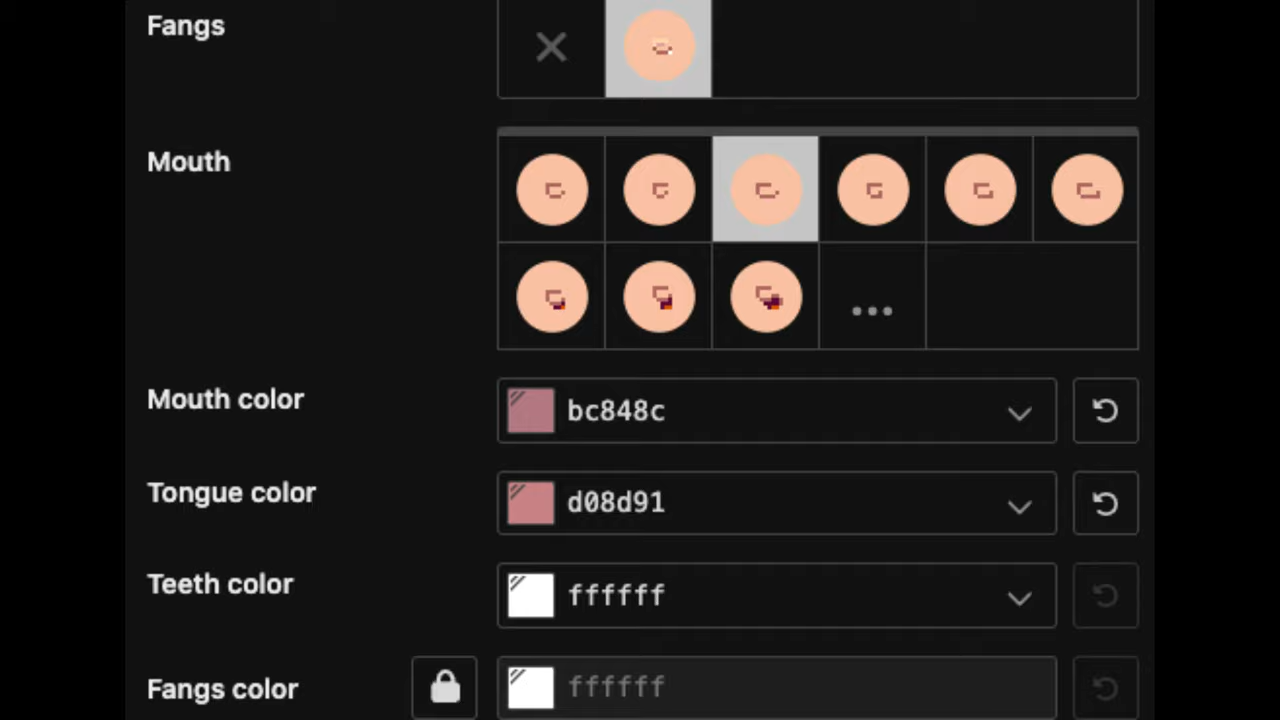 Fangs
Mouth
Mouth color
bc848c
Tongue color
d08d91
Teeth color
ffffff
Fangs color
ffffff